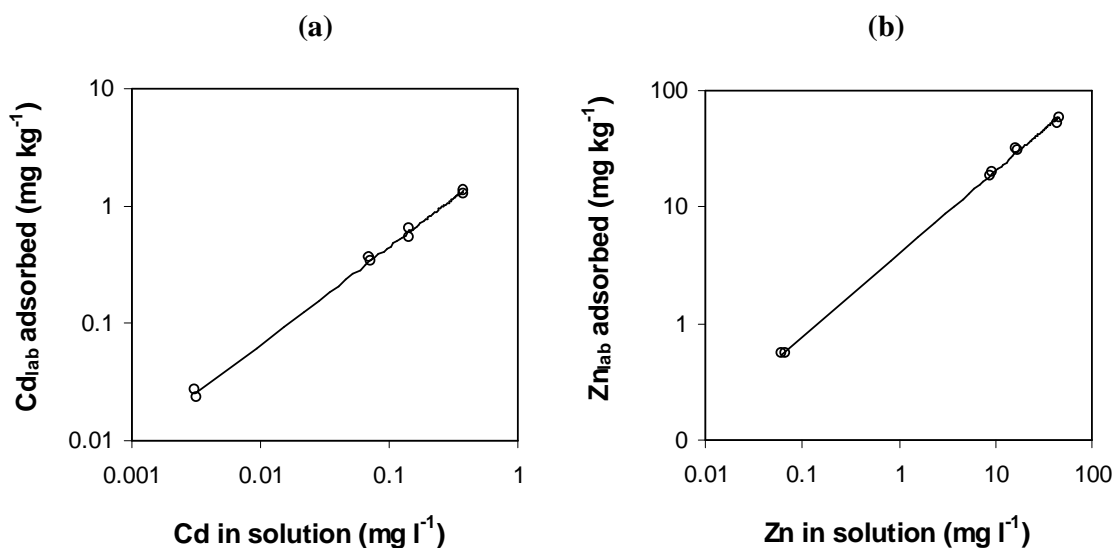 (a)
(b)
10
1
0.1
0.01
0.001
0.01
0.1
1
Cd_lab adsorbed (mg kg⁻¹)
Cd in solution (mg l⁻¹)
100
10
1
0
0.01
0.1
1
10
100
Zn_lab adsorbed (mg kg⁻¹)
Zn in solution (mg l⁻¹)